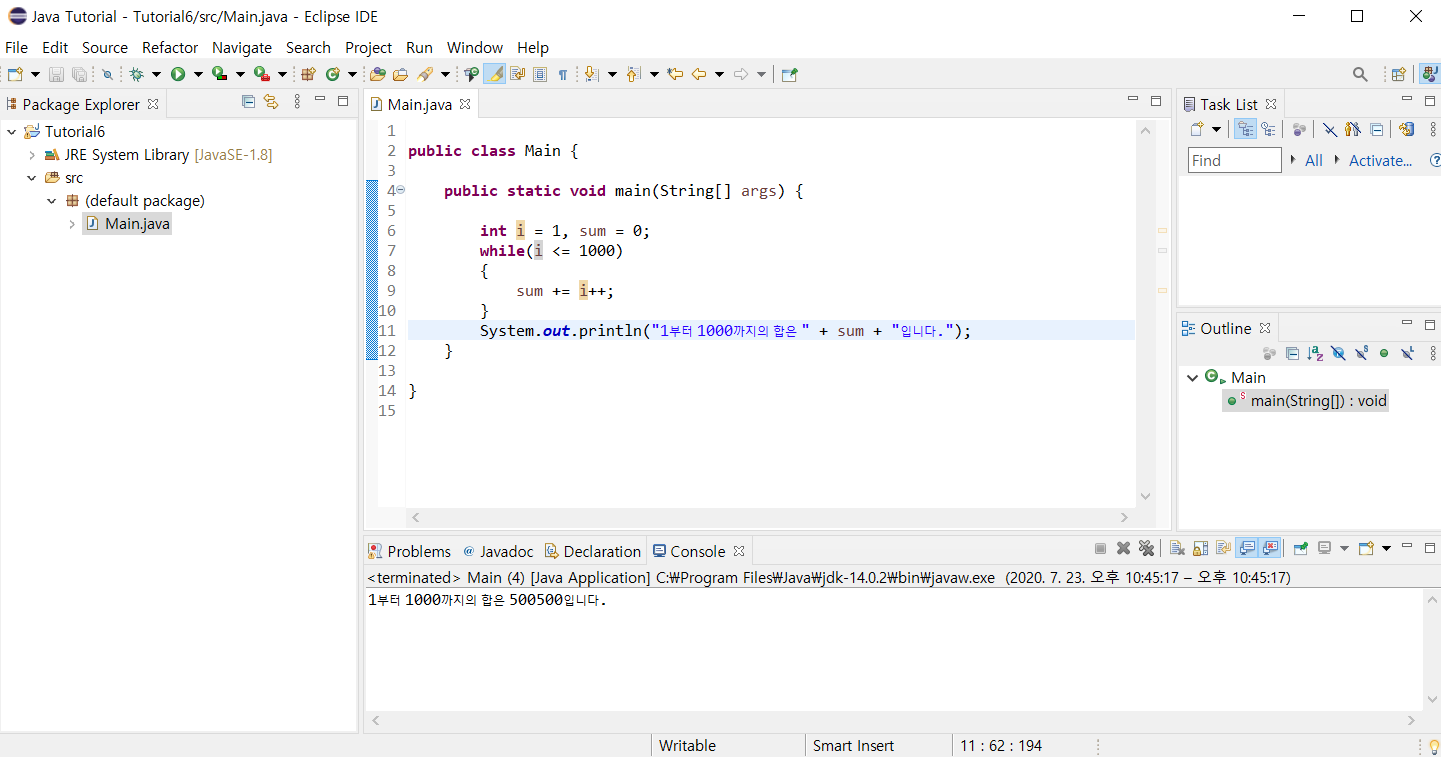 Java Tutorial - Tutorial6/src/Main.java - Eclipse IDE
File Edit Source Refactor Navigate Search Project Run Window Help
Package Explorer
Tutorial6
JRE System Library [JavaSE-1.8]
src
(default package)
Main.java
Main.java
1
2 public class Main {
3
4 public static void main(String[] args) {
5
6 int i = 1, sum = 0;
7 while(i <= 1000)
8 {
9 sum += i++;
10 }
11 System.out.println("1부터 1000까지의 합은 " + sum + "입니다.");
12 }
13
14 }
15
Task List
Find All Activate...
Outline
Main
main(String[]) : void
Problems Javadoc Declaration Console
<terminated> Main (4) [Java Application] C:₩Program Files₩Java₩jdk-14.0.2₩bin₩javaw.exe (2020. 7. 23. 오후 10:45:17 – 오후 10:45:17)
1부터 1000까지의 합은 500500입니다.
Writable Smart Insert 11 : 62 : 194